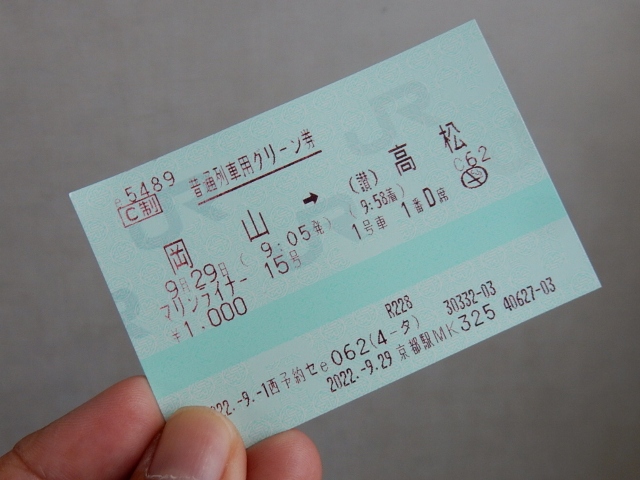 e5489
C制 普通列車用グリーン券
岡山 ➡ (讃)高松
9月29日 (9:05発) (9:58着) C62
マリンライナー 15号 1号車 1番D席
¥1,000
R228 30332-03
2022.-9.-1西予約セe062(4-タ) 40627-03
2022.-9.29 京都駅MK325